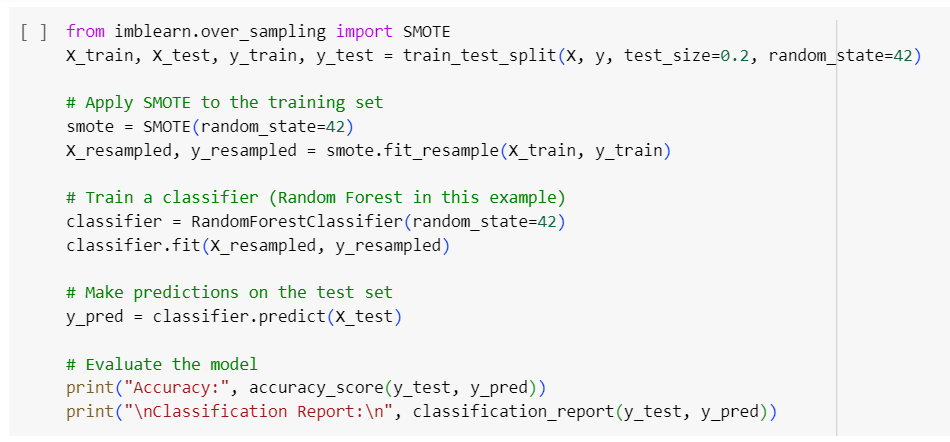 [ ] from imblearn.over_sampling import SMOTE
X_train, X_test, y_train, y_test = train_test_split(X, y, test_size=0.2, random_state=42)
# Apply SMOTE to the training set
smote = SMOTE(random_state=42)
X_resampled, y_resampled = smote.fit_resample(X_train, y_train)
# Train a classifier (Random Forest in this example)
classifier = RandomForestClassifier(random_state=42)
classifier.fit(X_resampled, y_resampled)
# Make predictions on the test set
y_pred = classifier.predict(X_test)
# Evaluate the model
print("Accuracy:", accuracy_score(y_test, y_pred))
print("\nClassification Report:\n", classification_report(y_test, y_pred))